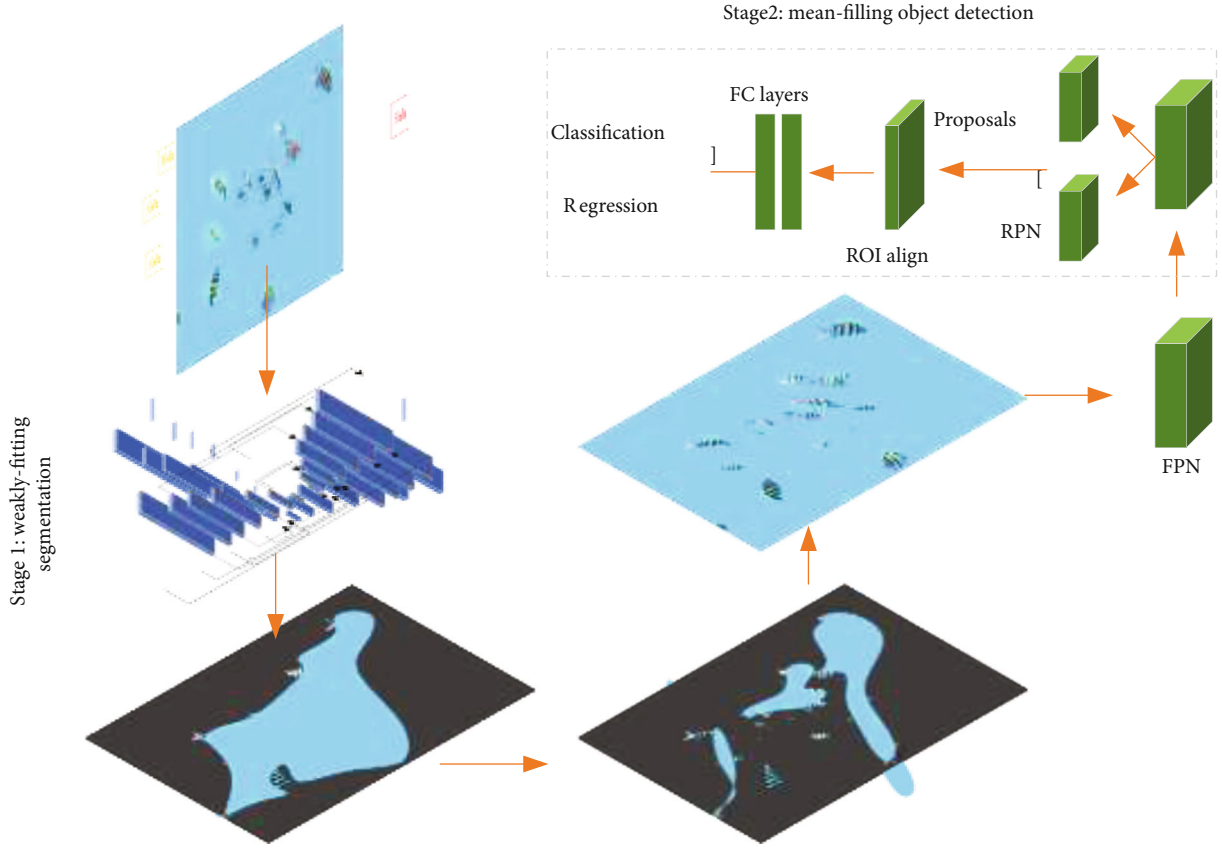 Stage2: mean-filling object detection
FC layers
Classification
Proposals
]
[
Regression
RPN
ROI align
FPN
Stage 1: weakly-fitting
segmentation